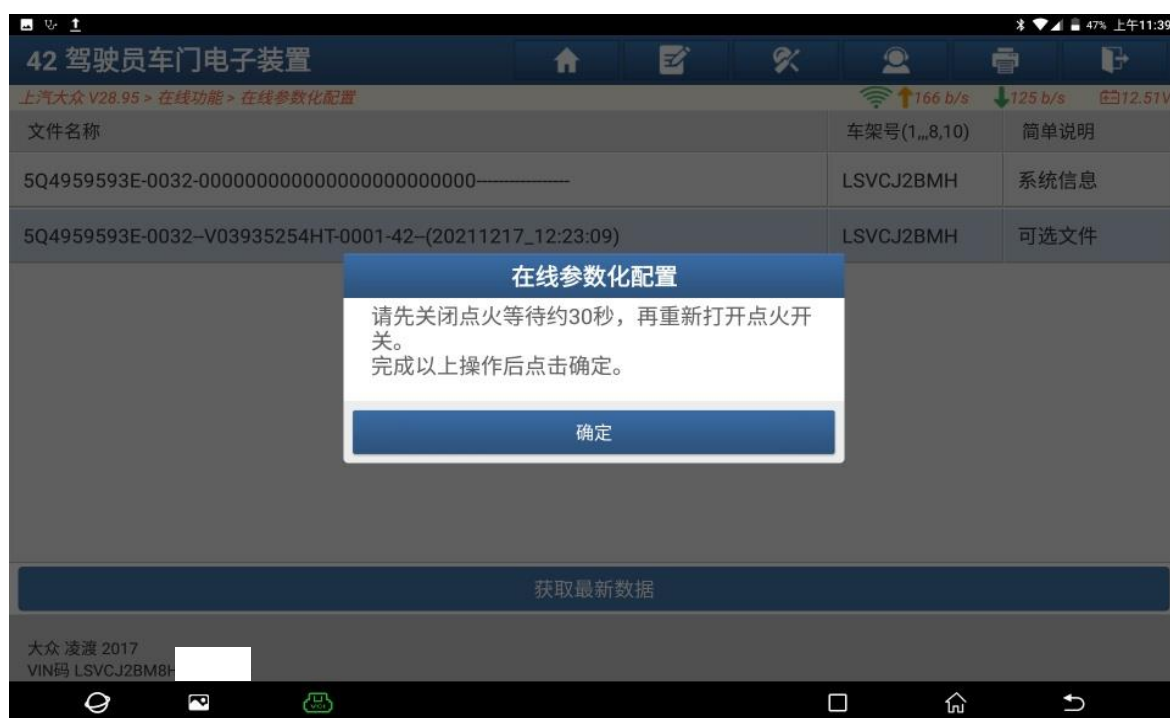 47% 上午11:39
42 驾驶员车门电子装置
上汽大众 V28.95 > 在线功能 > 在线参数化配置
166 b/s 125 b/s 12.51V
文件名称 车架号(1,,,8,10) 简单说明
5Q4959593E-0032-000000000000000000000000----------------- LSVCJ2BMH 系统信息
5Q4959593E-0032--V03935254HT-0001-42--(20211217_12:23:09) LSVCJ2BMH 可选文件
在线参数化配置
请先关闭点火等待约30秒，再重新打开点火开
关。
完成以上操作后点击确定。
确定
获取最新数据
大众 凌渡 2017
VIN码 LSVCJ2BM8H
VCI